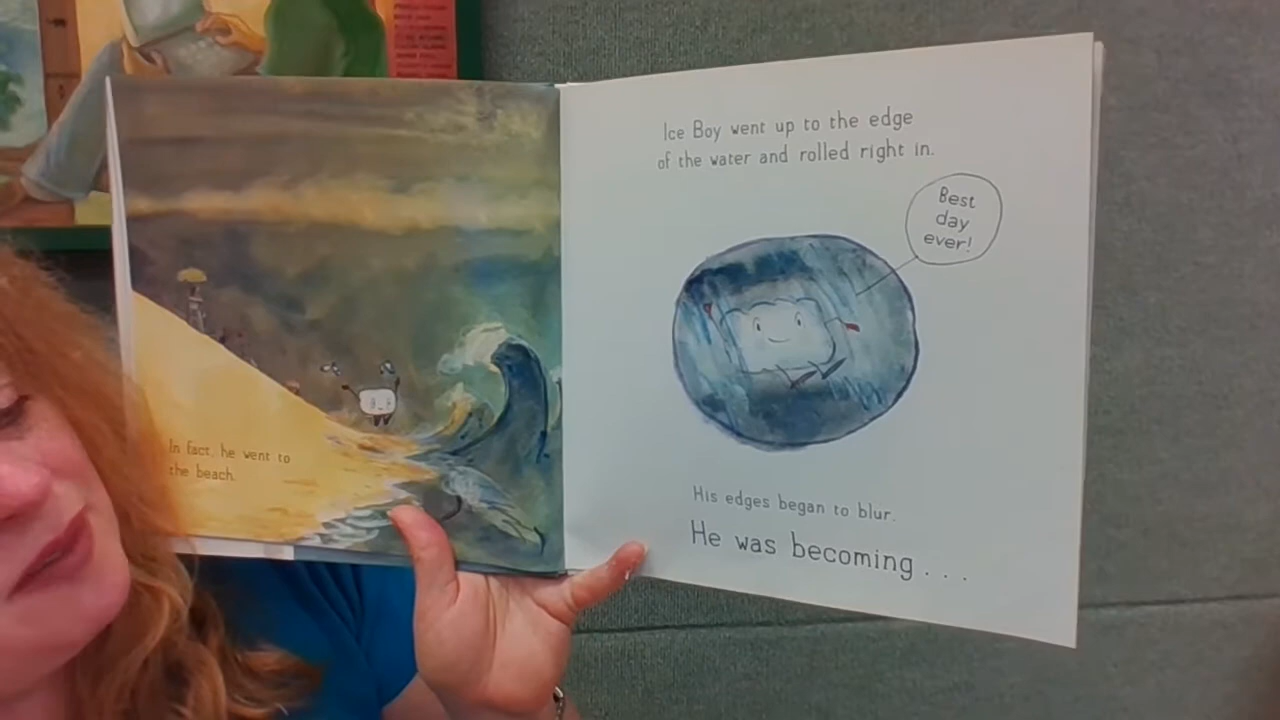 In fact, he went to
the beach.
Ice Boy went up to the edge
of the water and rolled right in.
Best
day
ever!
His edges began to blur.
He was becoming . . .